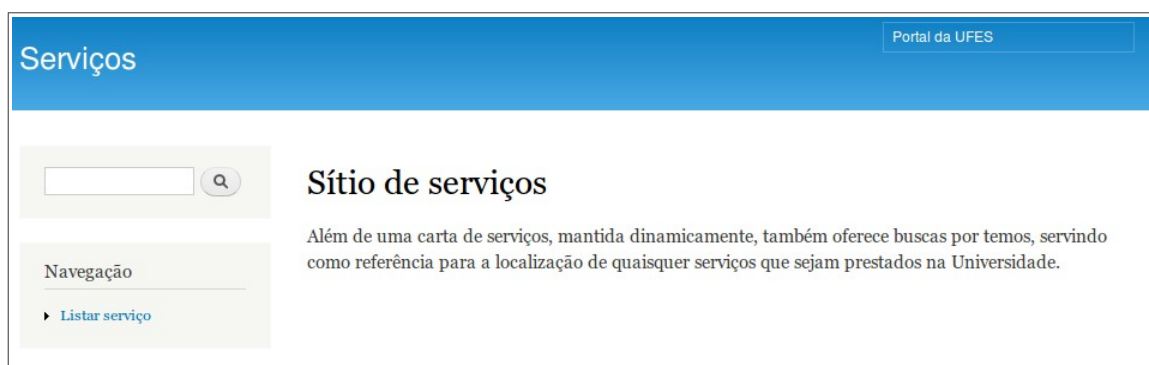 Portal da UFES
Serviços
Sítio de serviços
Além de uma carta de serviços, mantida dinamicamente, também oferece buscas por temos, servindo
como referência para a localização de quaisquer serviços que sejam prestados na Universidade.
Navegação
Listar serviço